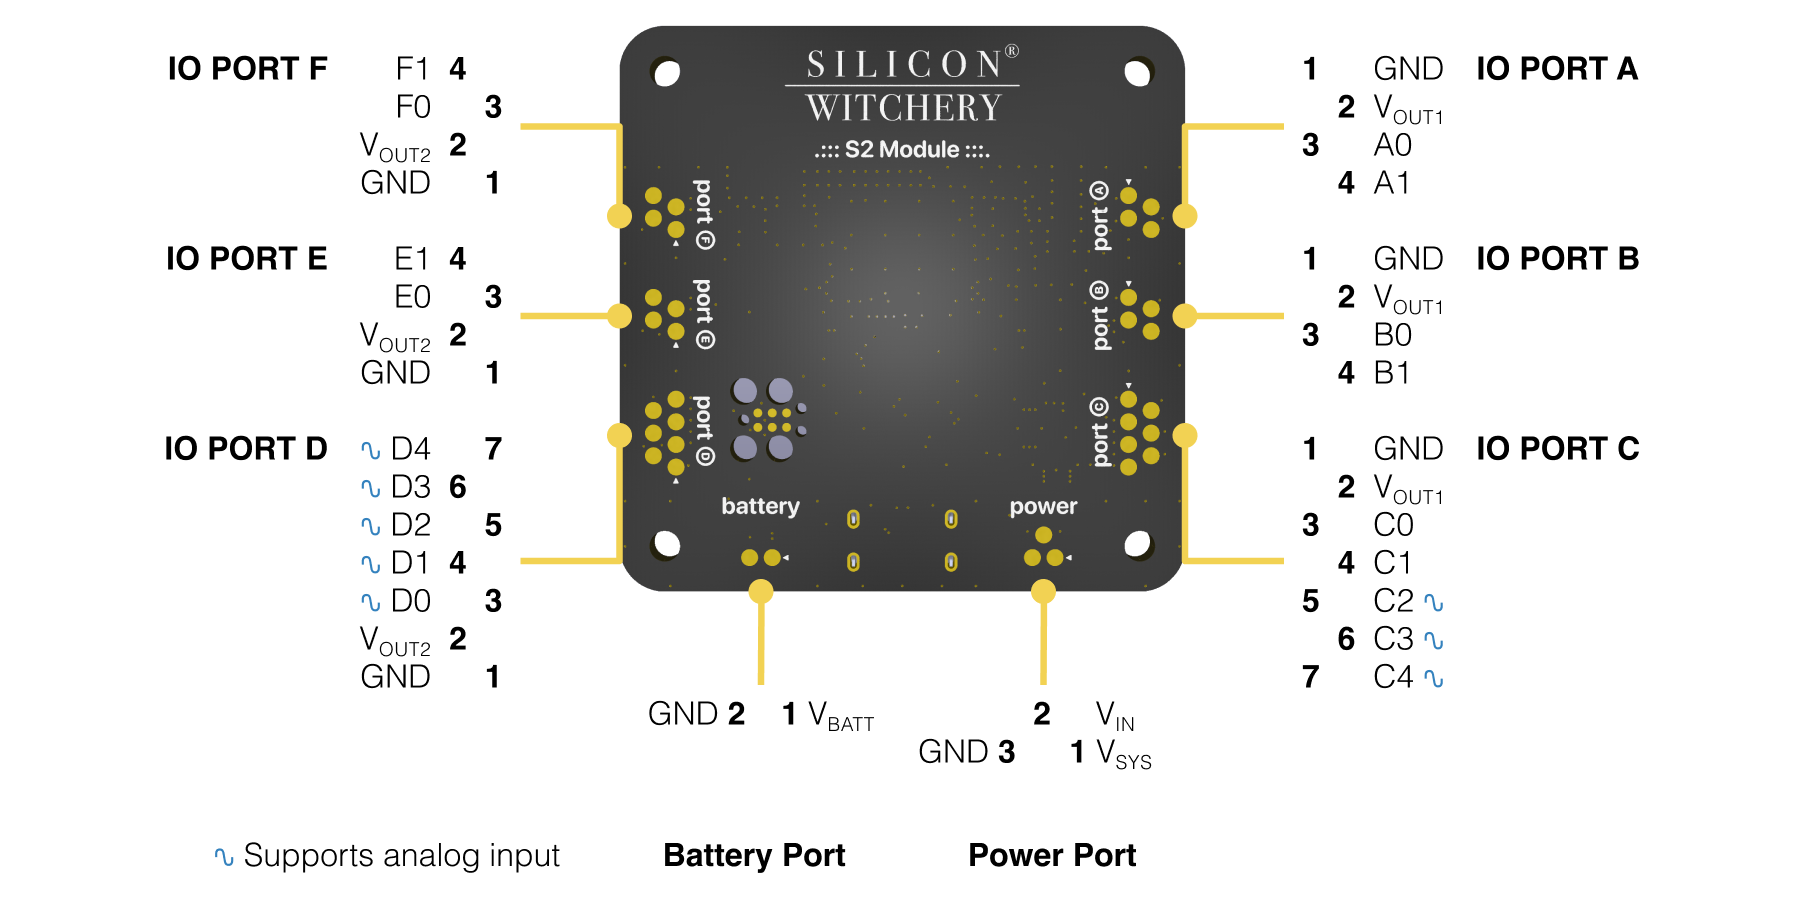 SILICON®
WITCHERY
.::: S2 Module :::.
IO PORT F F1 4
F0 3
VOUT2 2
GND 1
IO PORT E E1 4
E0 3
VOUT2 2
GND 1
IO PORT D ∿ D4 7
∿ D3 6
∿ D2 5
∿ D1 4
∿ D0 3
VOUT2 2
GND 1
port F
port E
port D
port A
port B
port C
battery
power
1 GND IO PORT A
2 VOUT1
3 A0
4 A1
1 GND IO PORT B
2 VOUT1
3 B0
4 B1
1 GND IO PORT C
2 VOUT1
3 C0
4 C1
5 C2 ∿
6 C3 ∿
7 C4 ∿
GND 2 1 VBATT
2 VIN
GND 3 1 VSYS
∿ Supports analog input
Battery Port
Power Port